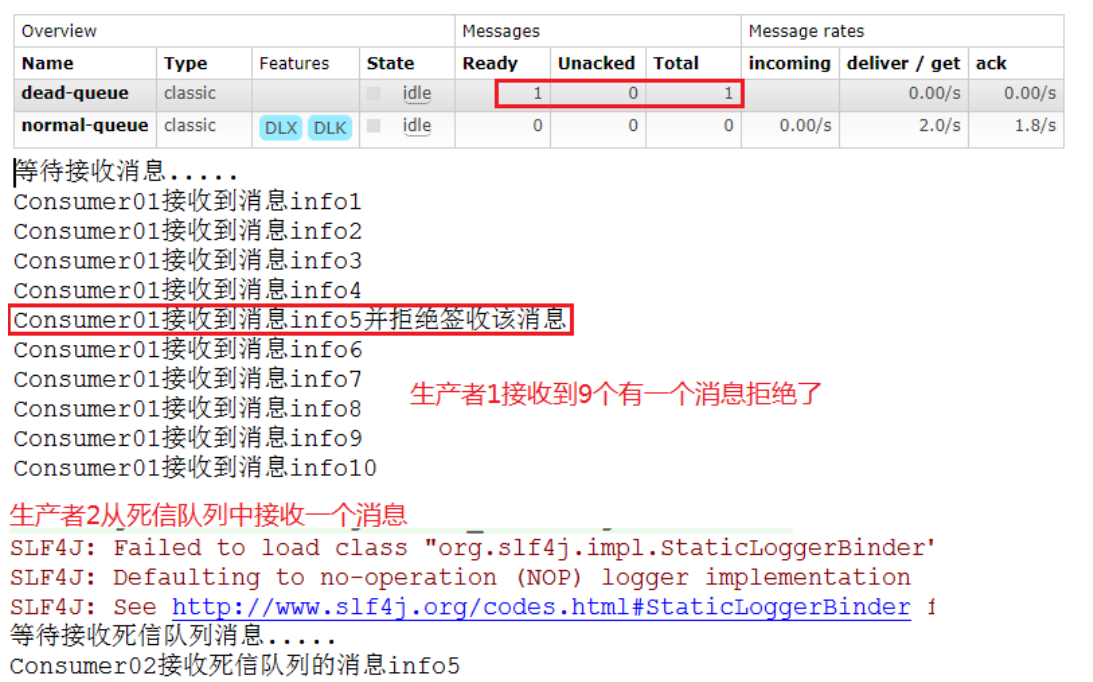 Overview Messages Message rates
Name Type Features State Ready Unacked Total incoming deliver / get ack
dead-queue classic idle 1 0 1 0.00/s 0.00/s
normal-queue classic DLX DLK idle 0 0 0 0.00/s 2.0/s 1.8/s
等待接收消息.....
Consumer01接收到消息info1
Consumer01接收到消息info2
Consumer01接收到消息info3
Consumer01接收到消息info4
Consumer01接收到消息info5并拒绝签收该消息
Consumer01接收到消息info6
Consumer01接收到消息info7
生产者1接收到9个有一个消息拒绝了
Consumer01接收到消息info8
Consumer01接收到消息info9
Consumer01接收到消息info10
生产者2从死信队列中接收一个消息
SLF4J: Failed to load class "org.slf4j.impl.StaticLoggerBinder"
SLF4J: Defaulting to no-operation (NOP) logger implementation
SLF4J: See http://www.slf4j.org/codes.html#StaticLoggerBinder f
等待接收死信队列消息.....
Consumer02接收死信队列的消息info5